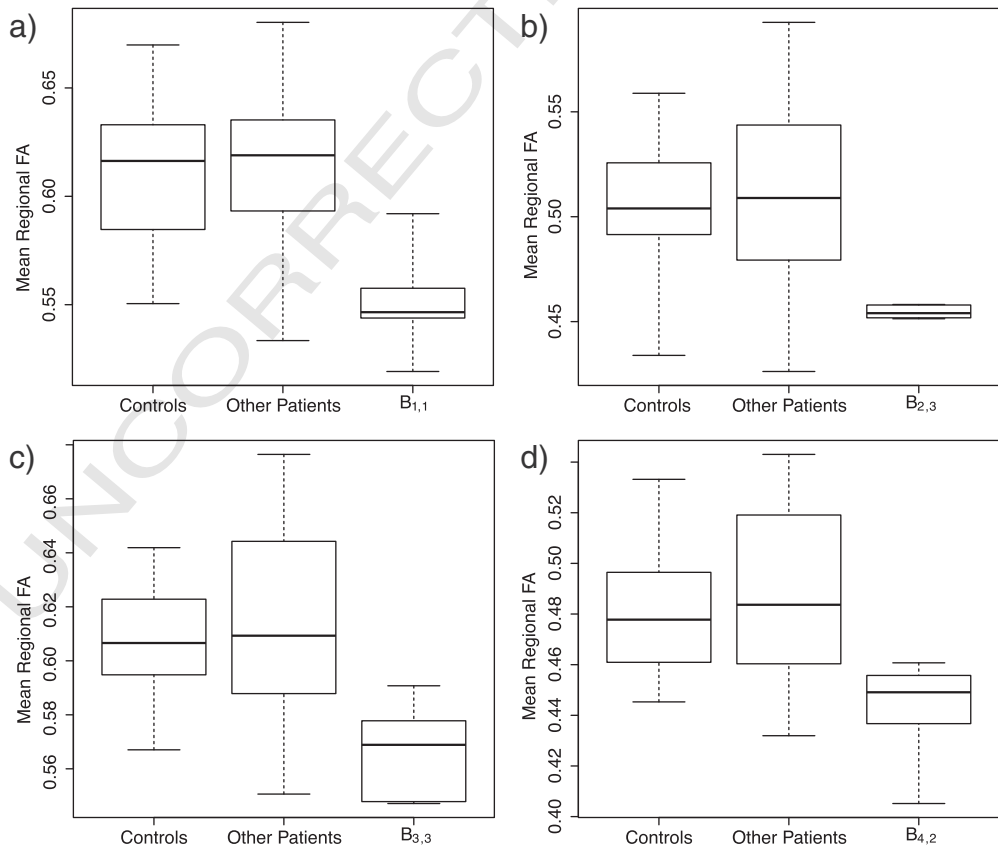 a)
Mean Regional FA
0.65
0.60
0.55
Controls Other Patients B1,1
b)
Mean Regional FA
0.55
0.50
0.45
Controls Other Patients B2,3
c)
Mean Regional FA
0.66
0.64
0.62
0.60
0.58
0.56
Controls Other Patients B3,3
d)
Mean Regional FA
0.52
0.50
0.48
0.46
0.44
0.42
0.40
Controls Other Patients B4,2
UNCORRECT